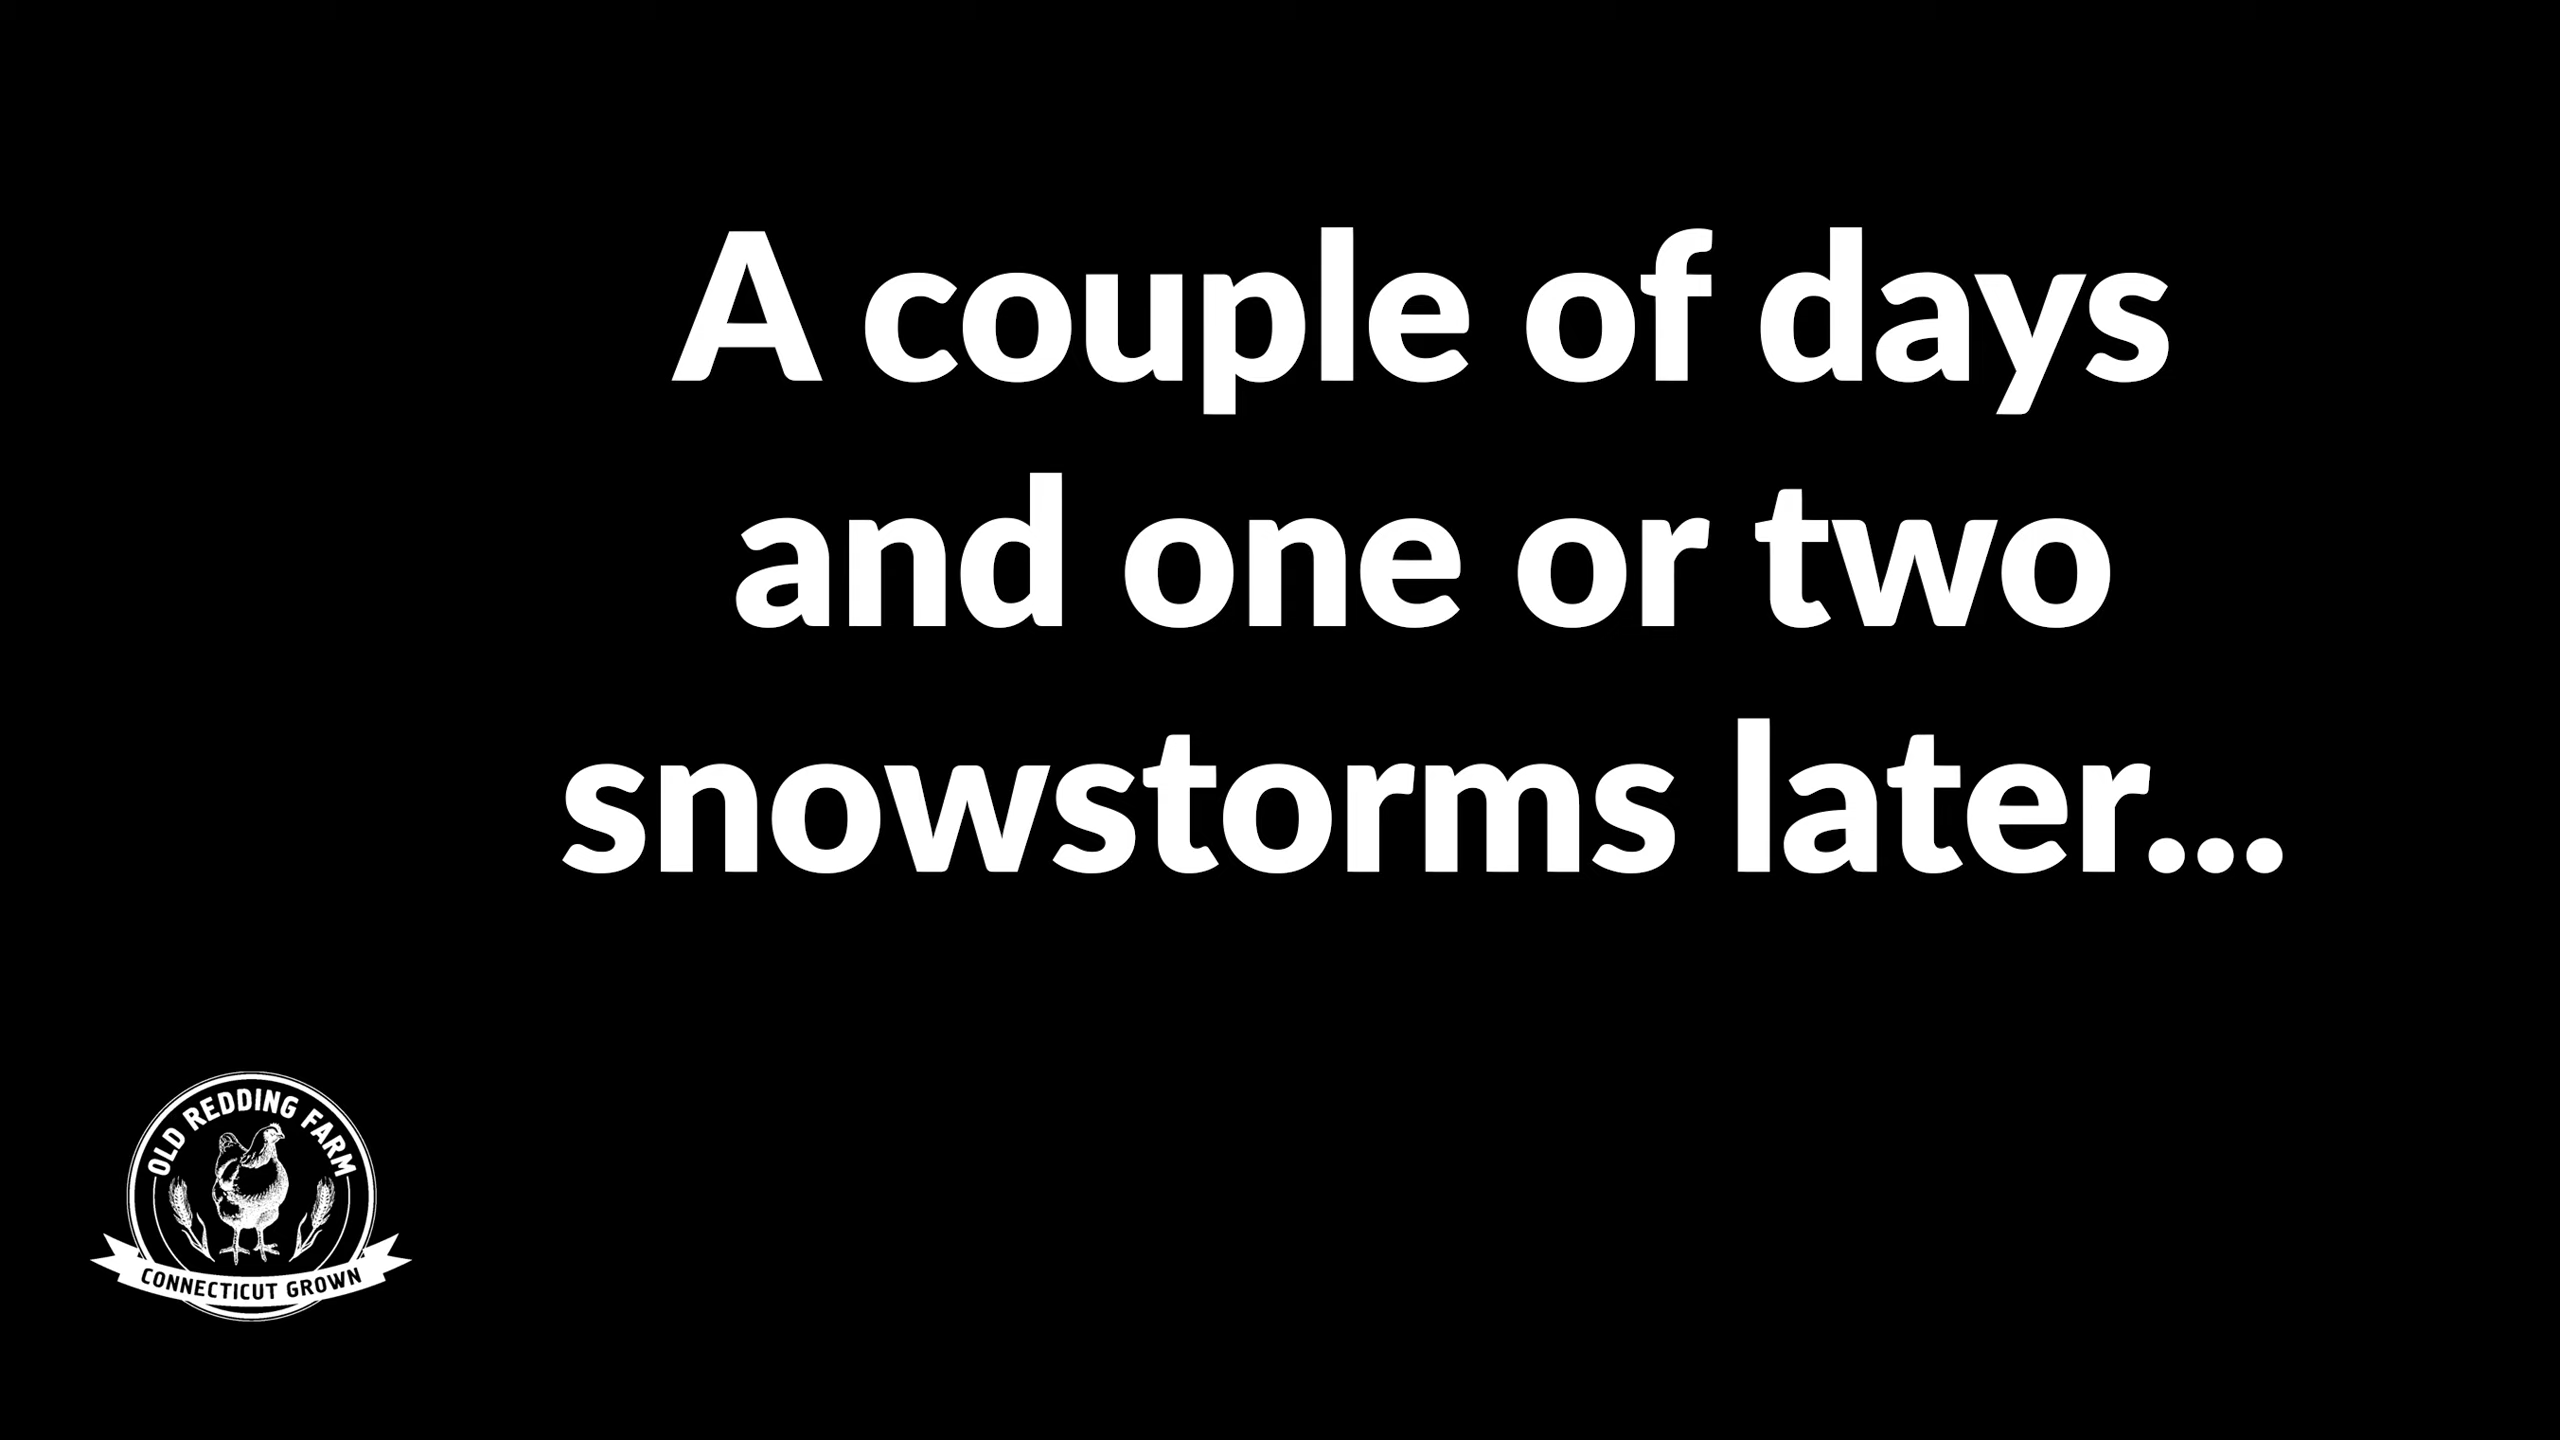 A couple of days
and one or two
snowstorms later...
OLD REDDING FARM
CONNECTICUT GROWN